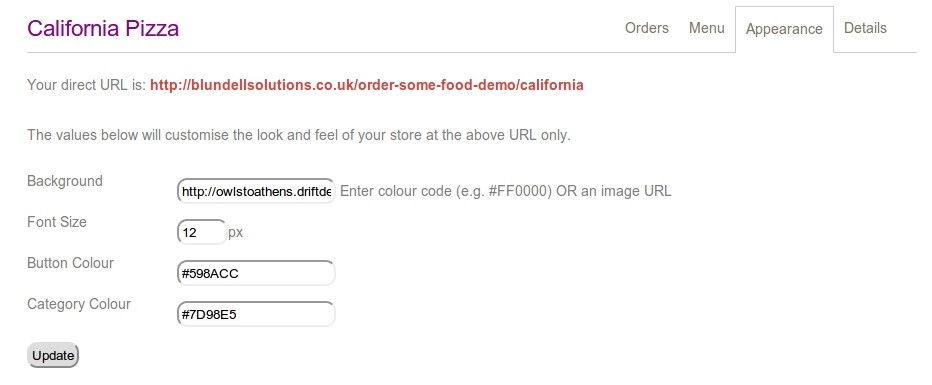 California Pizza
Orders Menu Appearance Details
Your direct URL is: http://blundellsolutions.co.uk/order-some-food-demo/california
The values below will customise the look and feel of your store at the above URL only.
Background http://owlstoathens.driftde Enter colour code (e.g. #FF0000) OR an image URL
Font Size 12 px
Button Colour #598ACC
Category Colour #7D98E5
Update